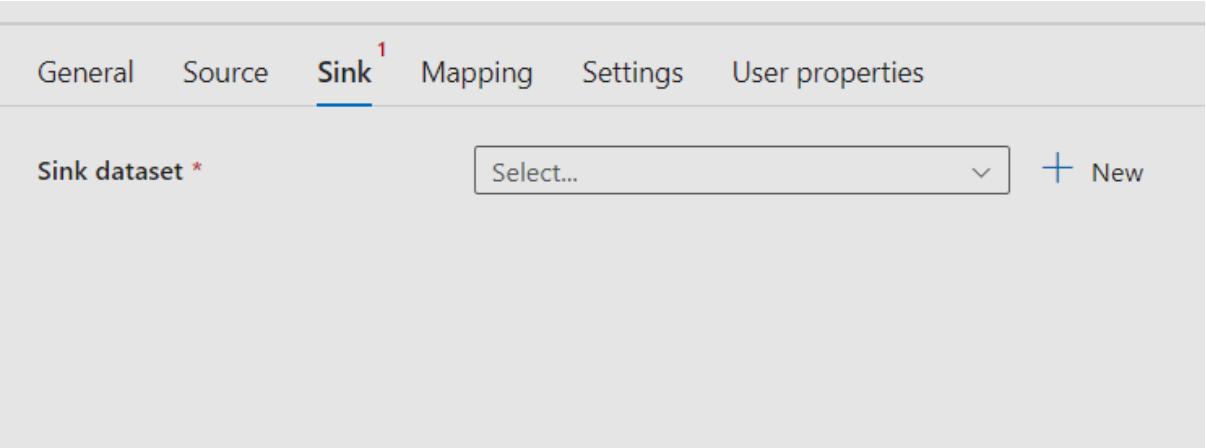 General Source Sink 1 Mapping Settings User properties
Sink dataset * Select... + New